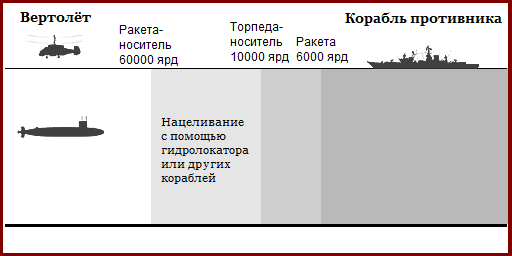 Вертолёт
Ракета-
носитель
60000 ярд
Торпеда-
носитель
10000 ярд
Ракета
6000 ярд
Корабль противника
Нацеливание
с помощью
гидролокатора
или других
кораблей